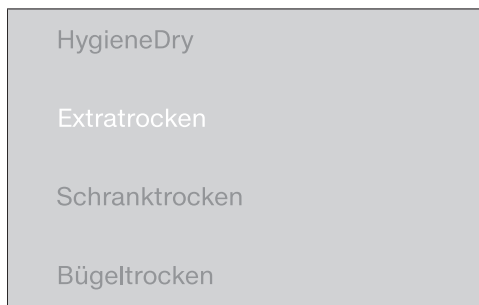 HygieneDry
Extratrocken
Schranktrocken
Bügeltrocken